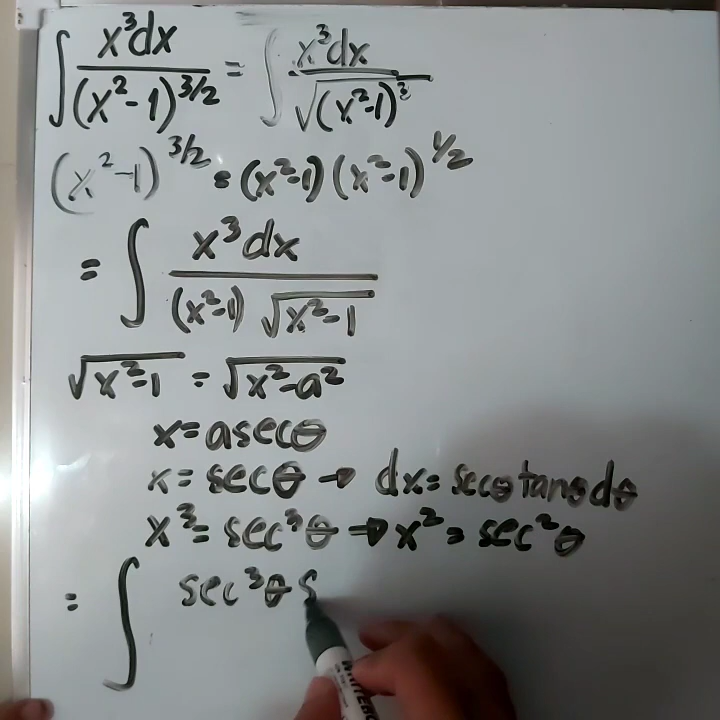 ∫ x³dx / (x²-1)^3/2 = ∫ x³dx / √(x²-1)³
(x²-1)^3/2 = (x²-1)(x²-1)^1/2
= ∫ x³dx / (x²-1) √x²-1
√x²-1 = √x²-a²
x=asecθ
x=secθ → dx=secθtanθdθ
x³=sec³θ → x²=sec²θ
= ∫ sec³θ s
WHITEBO